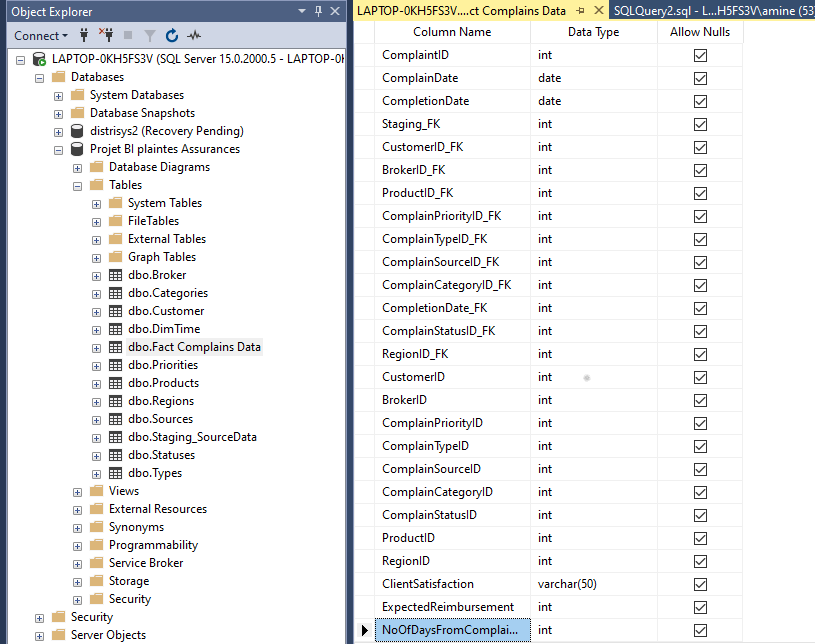 Object Explorer
Connect
LAPTOP-0KH5FS3V (SQL Server 15.0.2000.5 - LAPTOP-0H
Databases
System Databases
Database Snapshots
distrisys2 (Recovery Pending)
Projet BI plaintes Assurances
Database Diagrams
Tables
System Tables
FileTables
External Tables
Graph Tables
dbo.Broker
dbo.Categories
dbo.Customer
dbo.DimTime
dbo.Fact Complains Data
dbo.Priorities
dbo.Products
dbo.Regions
dbo.Sources
dbo.Staging_SourceData
dbo.Statuses
dbo.Types
Views
External Resources
Synonyms
Programmability
Service Broker
Storage
Security
Security
Server Objects
LAPTOP-0KH5FS3V....ct Complains Data
SQLQuery2.sql - L...H5FS3V\amine (53
Column Name Data Type Allow Nulls
ComplaintID int
ComplainDate date
CompletionDate date
Staging_FK int
CustomerID_FK int
BrokerID_FK int
ProductID_FK int
ComplainPriorityID_FK int
ComplainTypeID_FK int
ComplainSourceID_FK int
ComplainCategoryID_FK int
CompletionDate_FK int
ComplainStatusID_FK int
RegionID_FK int
CustomerID int
BrokerID int
ComplainPriorityID int
ComplainTypeID int
ComplainSourceID int
ComplainCategoryID int
ComplainStatusID int
ProductID int
RegionID int
ClientSatisfaction varchar(50)
ExpectedReimbursement int
NoOfDaysFromComplai... int